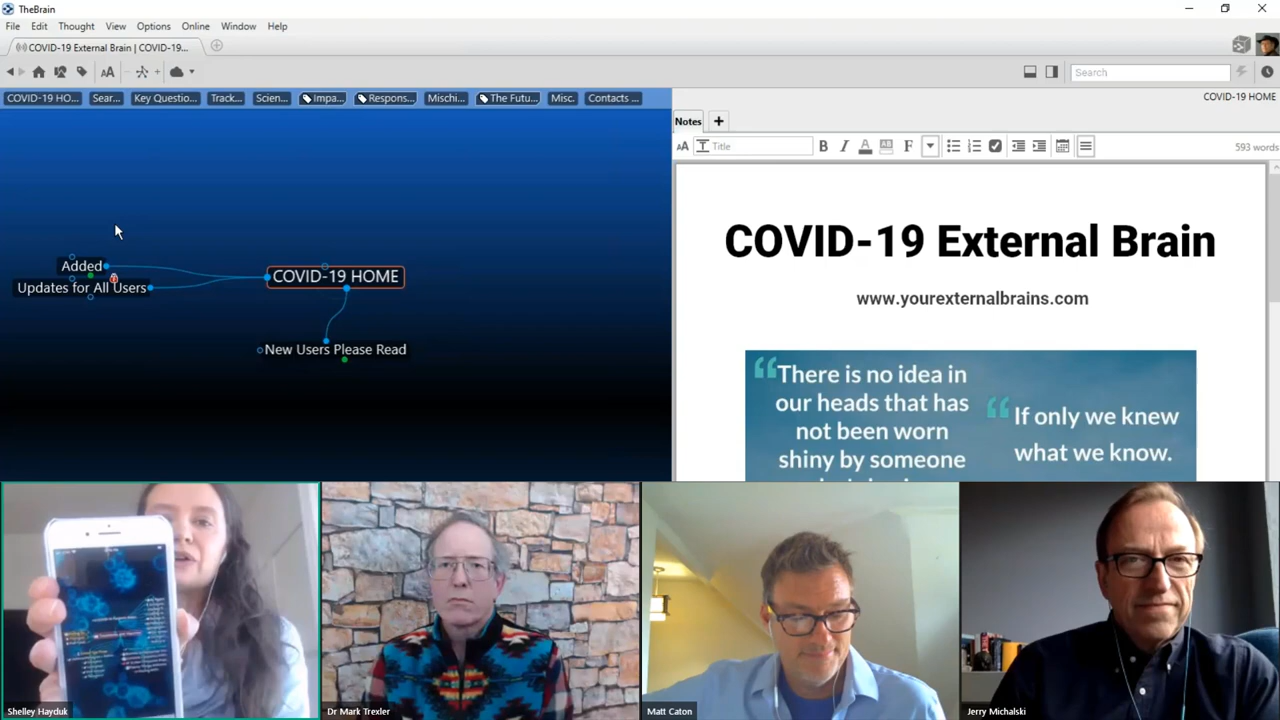 TheBrain
File Edit Thought View Options Online Window Help
COVID-19 External Brain | COVID-19...
Search
COVID-19 HO... Sear... Key Questio... Track... Scien... Impa... Respons... Mischi... The Futu... Misc. Contacts ...
COVID-19 HOME
Notes
Title
593 words
Added
Updates for All Users
COVID-19 HOME
New Users Please Read
COVID-19 External Brain
www.yourexternalbrains.com
“There is no idea in
our heads that has
not been worn
shiny by someone
“If only we knew
what we know.
Shelley Hayduk
Dr Mark Trexler
Matt Caton
Jerry Michalski